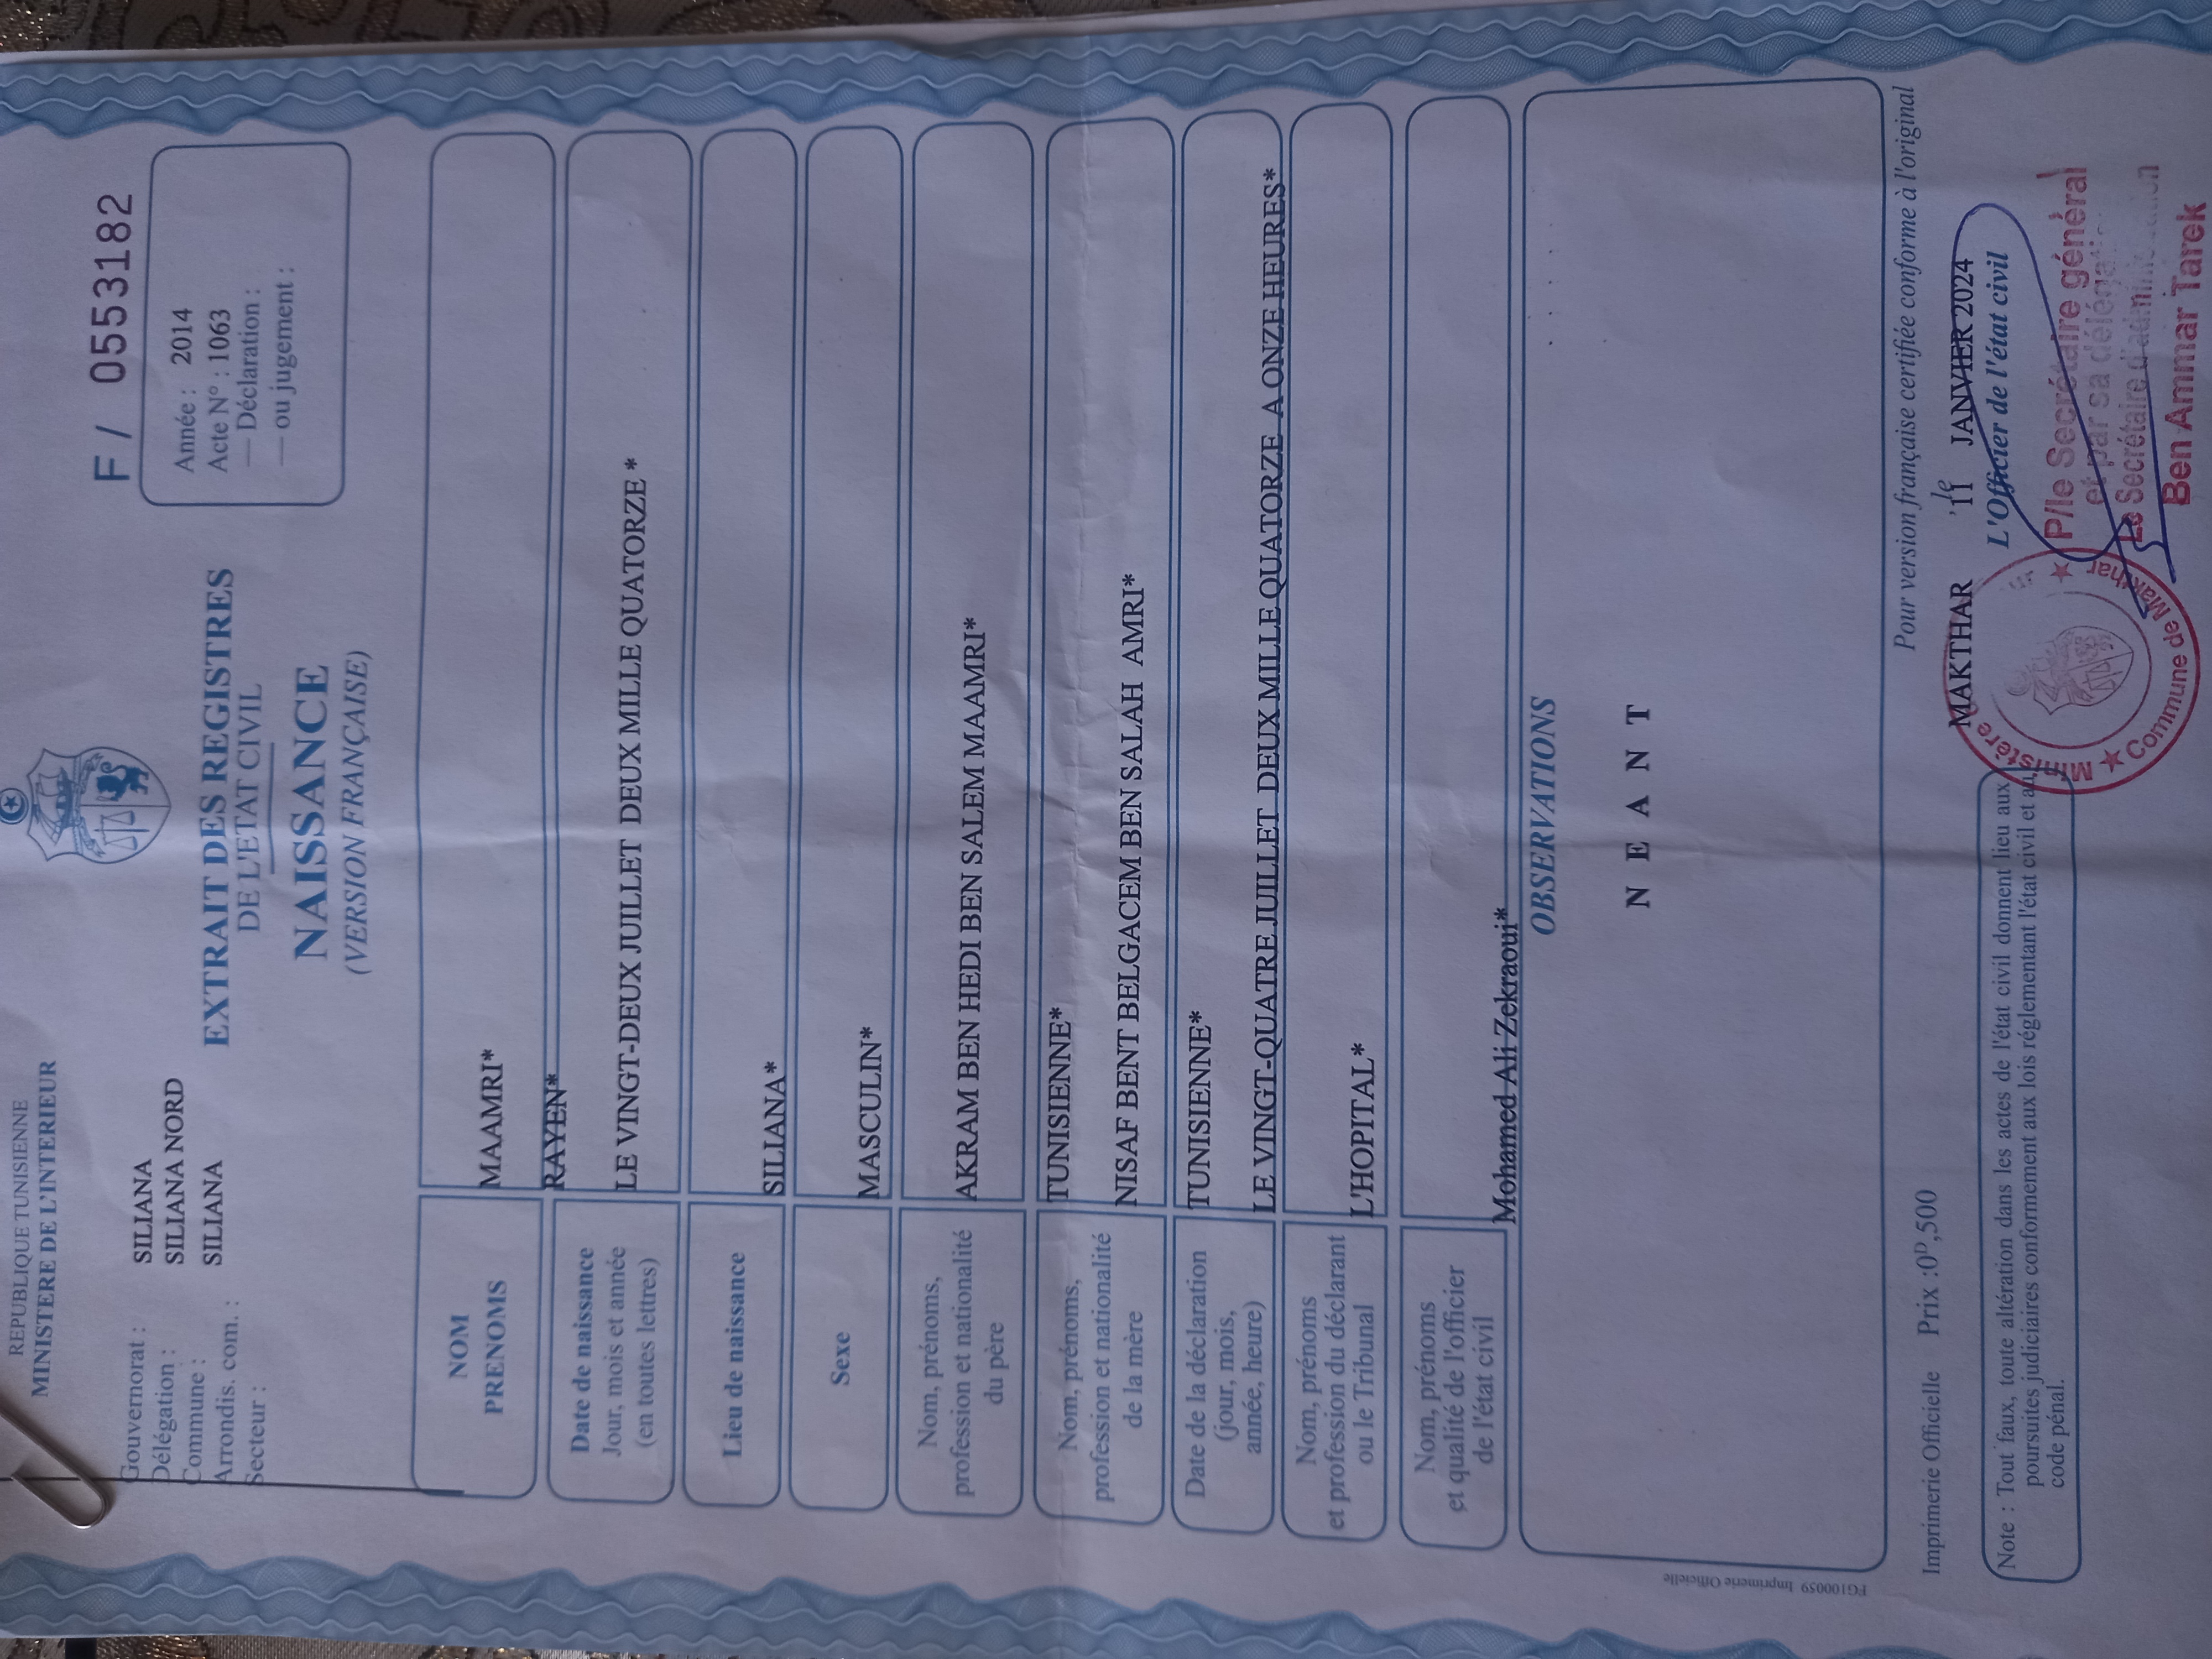 REPUBLIQUE TUNISIENNE
MINISTERE DE L'INTERIEUR
Gouvernorat : SILIANA
Délégation : SILIANA NORD
Commune : SILIANA
Arrondis. com. :
Secteur :
EXTRAIT DES REGISTRES
DE L'ETAT CIVIL
NAISSANCE
(VERSION FRANÇAISE)
F / 0553182
Année : 2014
Acte N° : 1063
— Déclaration :
— ou jugement :
NOM
PRENOMS
MAAMRI*
RAYEN*
Date de naissance
Jour, mois et année
(en toutes lettres)
LE VINGT-DEUX JUILLET DEUX MILLE QUATORZE *
Lieu de naissance
SILIANA*
Sexe
MASCULIN*
Nom, prénoms,
profession et nationalité
du père
AKRAM BEN HEDI BEN SALEM MAAMRI*
TUNISIENNE*
Nom, prénoms,
profession et nationalité
de la mère
NISAF BENT BELGACEM BEN SALAH AMRI*
TUNISIENNE*
Date de la déclaration
(jour, mois,
année, heure)
LE VINGT-QUATRE JUILLET DEUX MILLE QUATORZE A ONZE HEURES*
Nom, prénoms
et profession du déclarant
ou le Tribunal
L'HOPITAL*
Nom, prénoms
et qualité de l'officier
de l'état civil
Mohamed Ali Zekraoui*
OBSERVATIONS
N E A N T
FG100059 Imprimerie Officielle
Pour version française certifiée conforme à l'original
MAKTHAR le 11 JANVIER 2024
L'Officier de l'état civil
P/le Secrétaire général
et par sa délégation
Le Secrétaire d'administration
Ben Ammar Tarek
Ministère
Commune de Makthar
Imprimerie Officielle Prix :0ᴰ,500
Note : Tout faux, toute altération dans les actes de l'état civil donnent lieu aux
poursuites judiciaires conformement aux lois réglementant l'état civil et au
code pénal.